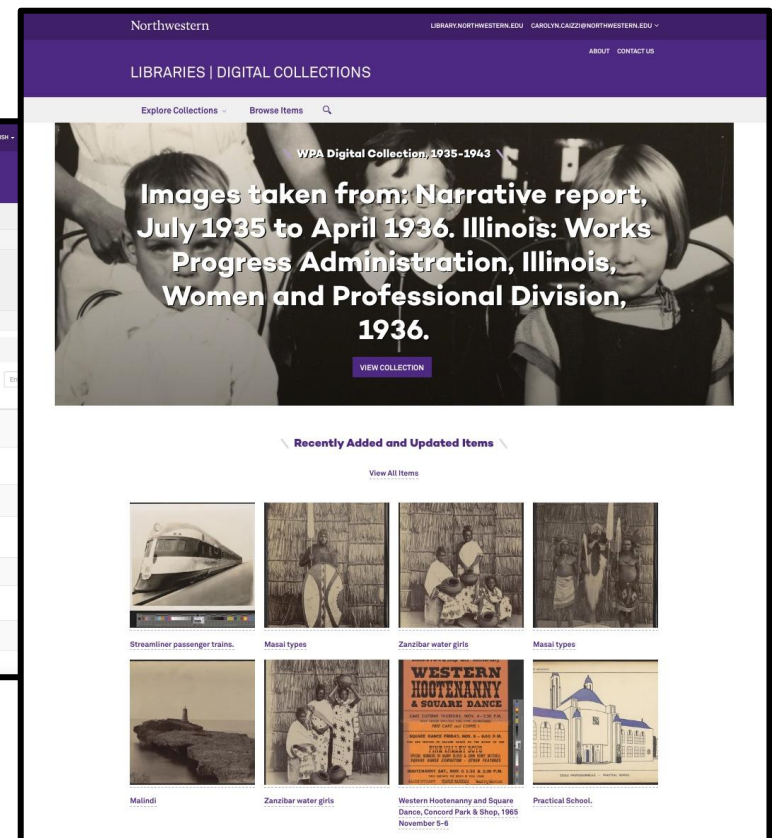 Northwestern
LIBRARY.NORTHWESTERN.EDU CAROLYN.CAIZZI@NORTHWESTERN.EDU
ABOUT CONTACT US
LIBRARIES | DIGITAL COLLECTIONS
Explore Collections
Browse Items
WPA Digital Collection, 1935-1943
Images taken from: Narrative report,
July 1935 to April 1936. Illinois: Works
Progress Administration, Illinois,
Women and Professional Division,
1936.
VIEW COLLECTION
Recently Added and Updated Items
View All Items
Streamliner passenger trains.
Masai types
Zanzibar water girls
Masai types
WESTERN
HOOTENANNY
& SQUARE DANCE
PINE VALLEY BOYS
Malindi
Zanzibar water girls
Western Hootenanny and Square
Dance, Concord Park & Shop, 1965
November 5-6
Practical School.